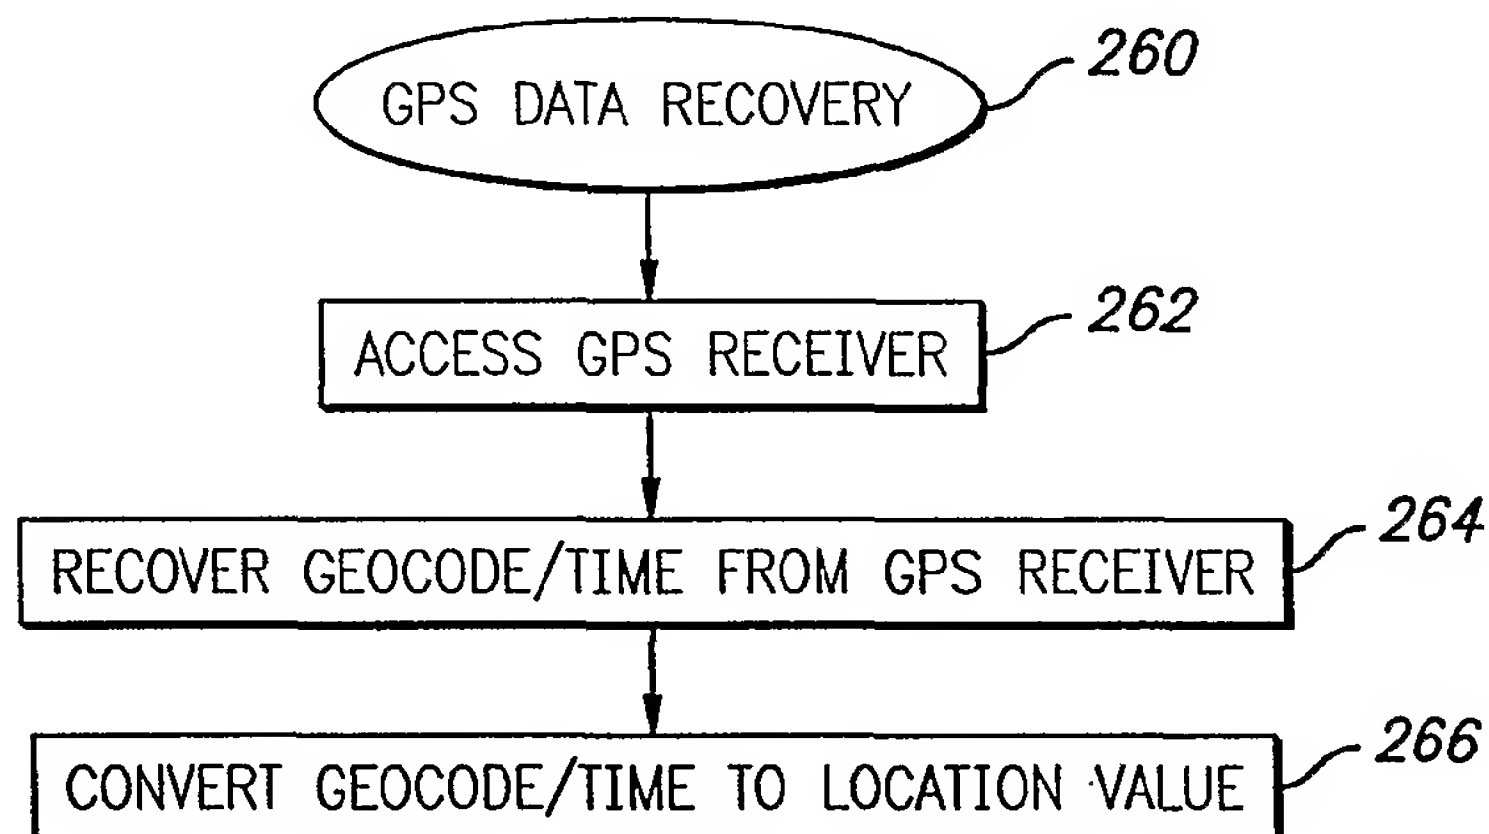 GPS DATA RECOVERY
260
ACCESS GPS RECEIVER
262
RECOVER GEOCODE/TIME FROM GPS RECEIVER
264
CONVERT GEOCODE/TIME TO LOCATION VALUE
266